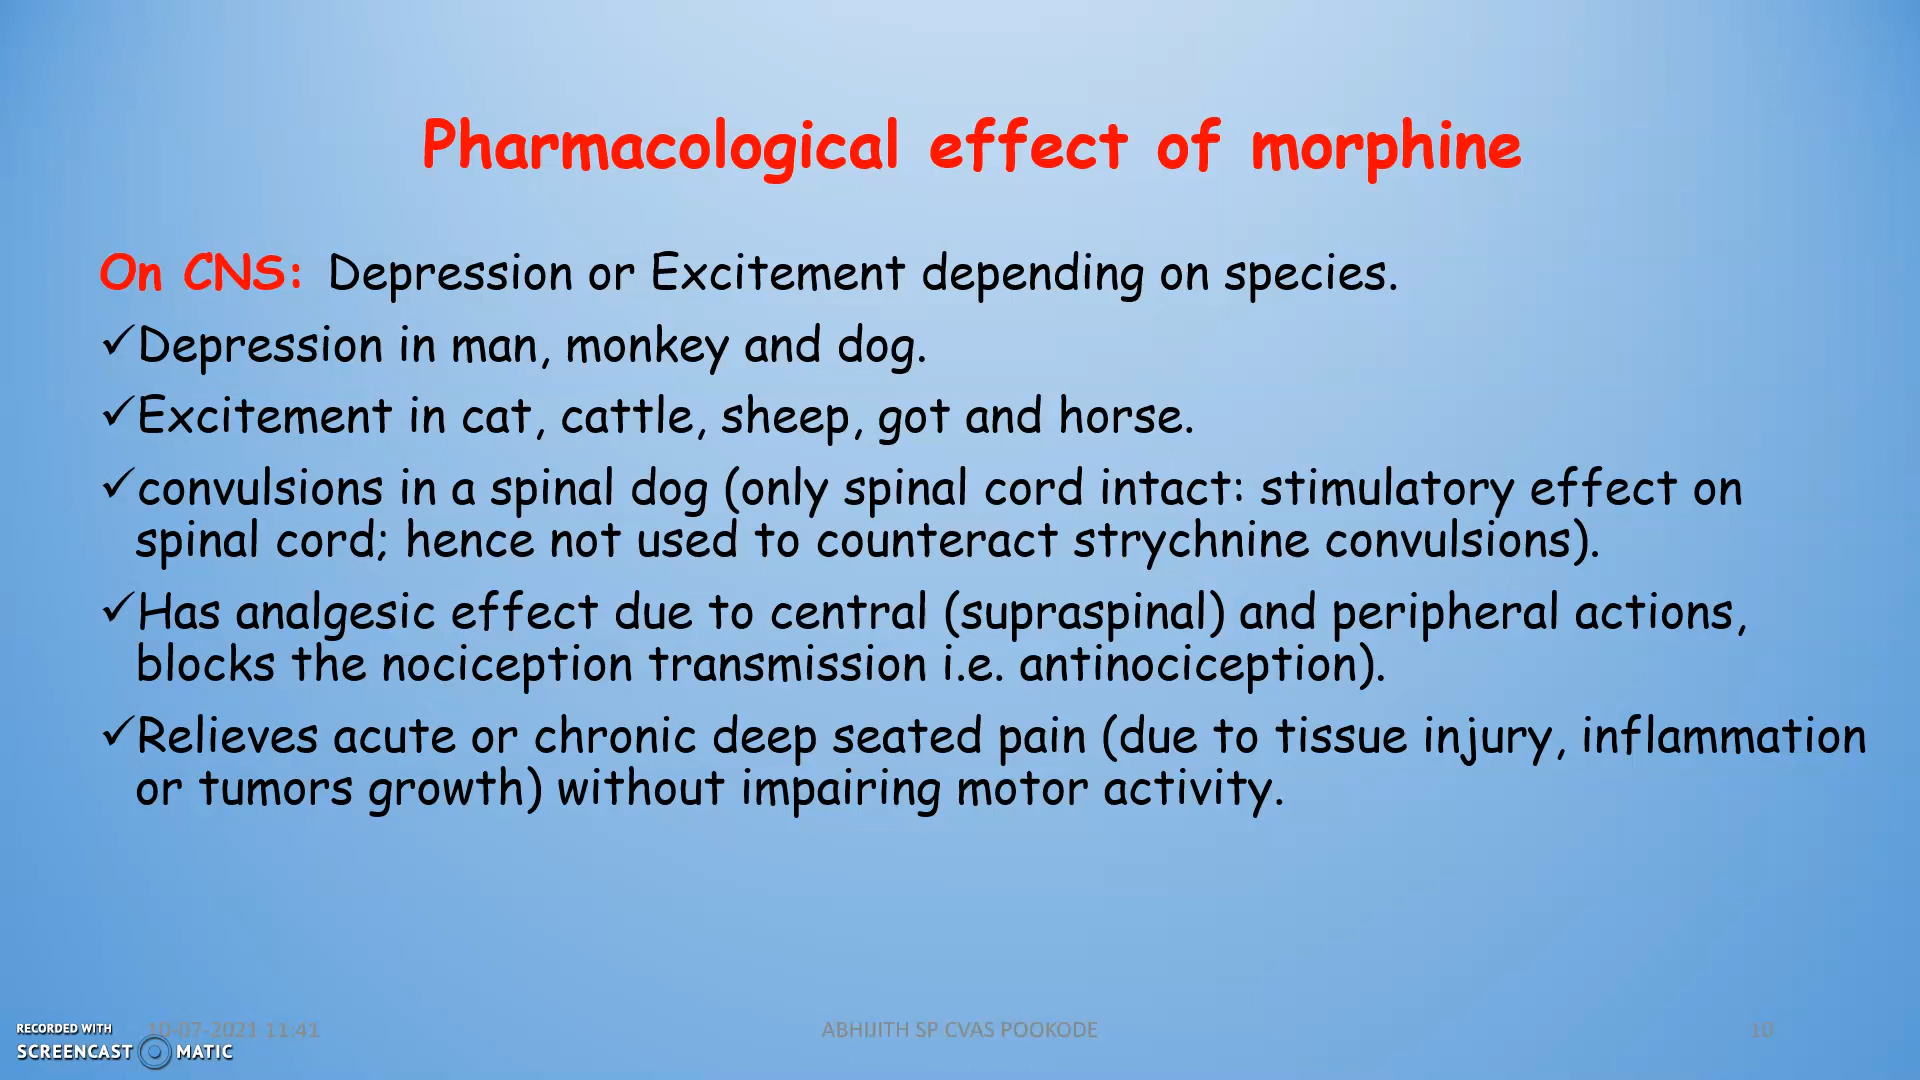 Pharmacological effect of morphine
On CNS: Depression or Excitement depending on species.
✓Depression in man, monkey and dog.
✓Excitement in cat, cattle, sheep, got and horse.
✓convulsions in a spinal dog (only spinal cord intact: stimulatory effect on
spinal cord; hence not used to counteract strychnine convulsions).
✓Has analgesic effect due to central (supraspinal) and peripheral actions,
blocks the nociception transmission i.e. antinociception).
✓Relieves acute or chronic deep seated pain (due to tissue injury, inflammation
or tumors growth) without impairing motor activity.
10-07-2021 11:41
ABHIJITH SP CVAS POOKODE
10
RECORDED WITH
SCREENCAST MATIC